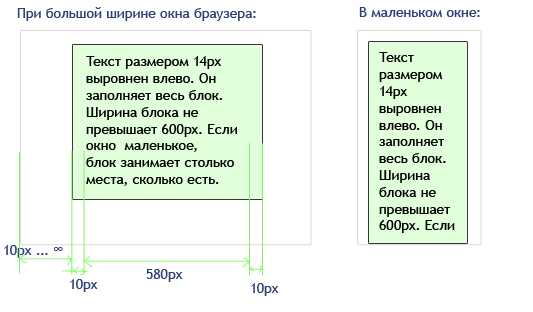 При большой ширине окна браузера:
Текст размером 14px
выровнен влево. Он
заполняет весь блок.
Ширина блока не
превышает 600px. Если
окно маленькое,
блок занимает столько
места, сколько есть.
10px ... ∞
10px
580px
10px
В маленьком окне:
Текст
размером
14px
выровнен
влево. Он
заполняет
весь блок.
Ширина
блока не
превышает
600px. Если